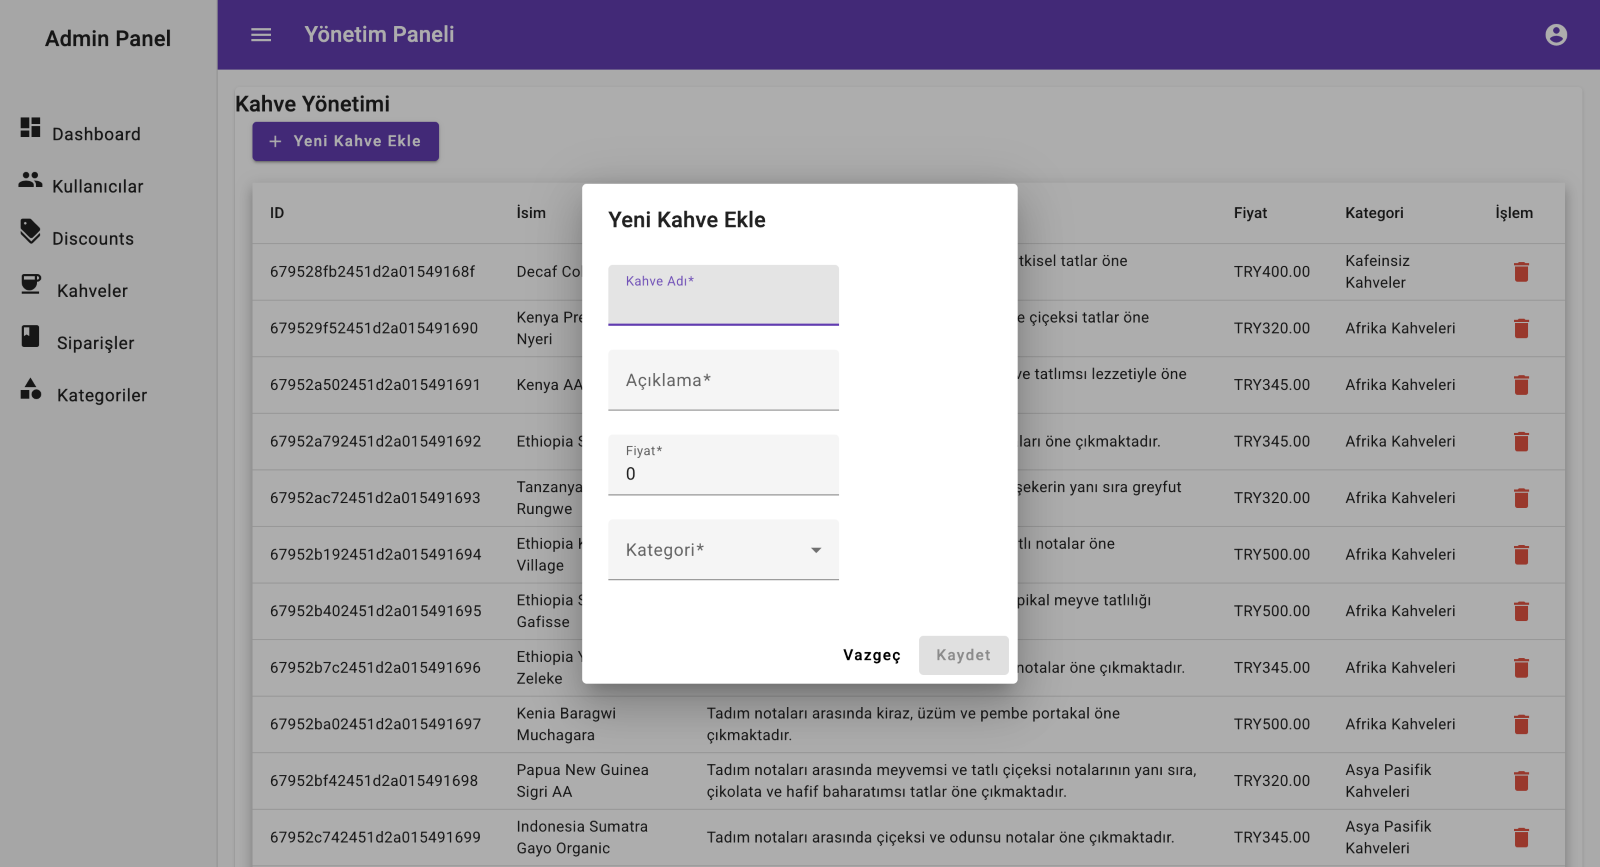 Admin Panel
Yönetim Paneli
Dashboard
Kullanıcılar
Discounts
Kahveler
Siparişler
Kategoriler
Kahve Yönetimi
+ Yeni Kahve Ekle
ID İsim Fiyat Kategori İşlem
679528fb2451d2a01549168f Decaf tatlar öne TRY400.00 Kafeinsiz
Kahveler
679529f52451d2a015491690 Kenya çiçeksi tatlar öne TRY320.00 Afrika Kahveleri
Nyeri
67952a502451d2a015491691 Kenya AA tatlımsı lezzetiyle öne TRY345.00 Afrika Kahveleri
67952a792451d2a015491692 Ethiopia öne çıkmaktadır. TRY345.00 Afrika Kahveleri
67952ac72451d2a015491693 Tanzanya şekerin yanı sıra greyfut TRY320.00 Afrika Kahveleri
Rungwe
67952b192451d2a015491694 Ethiopia notalar öne TRY500.00 Afrika Kahveleri
Village
67952b402451d2a015491695 Ethiopia meyve tatlılığı TRY500.00 Afrika Kahveleri
Gafisse
67952b7c2451d2a015491696 Ethiopia notalar öne çıkmaktadır. TRY345.00 Afrika Kahveleri
Zeleke
67952ba02451d2a015491697 Kenia Baragwi Tadım notaları arasında kiraz, üzüm ve pembe portakal öne TRY500.00 Afrika Kahveleri
Muchagara çıkmaktadır.
67952bf42451d2a015491698 Papua New Guinea Tadım notaları arasında meyvemsi ve tatlı çiçeksi notalarının yanı sıra, TRY320.00 Asya Pasifik
Sigri AA çikolata ve hafif baharatımsı tatlar öne çıkmaktadır. Kahveleri
67952c742451d2a015491699 Indonesia Sumatra Tadım notaları arasında çiçeksi ve odunsu notalar öne çıkmaktadır. TRY345.00 Asya Pasifik
Gayo Organic Kahveleri
Yeni Kahve Ekle
Kahve Adı*
Açıklama*
Fiyat*
0
Kategori*
Vazgeç Kaydet